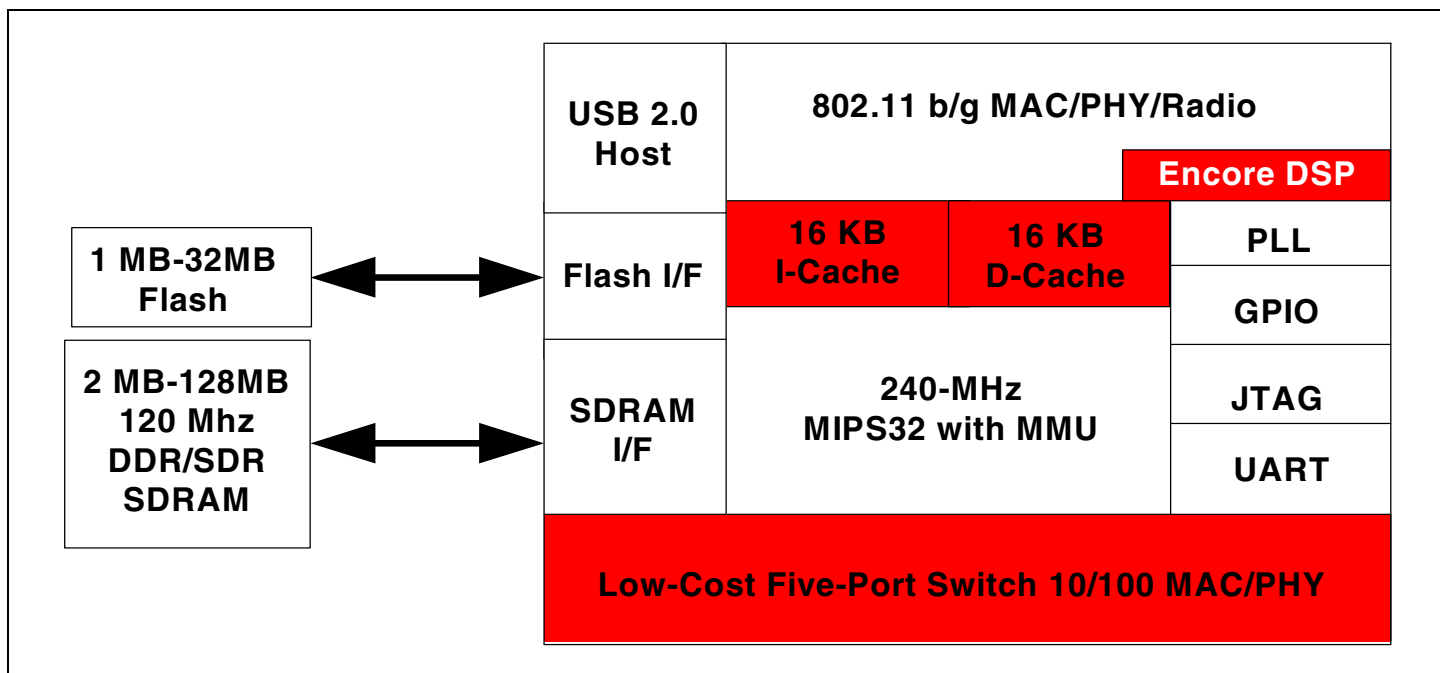 USB 2.0
Host
802.11 b/g MAC/PHY/Radio
Encore DSP
1 MB-32MB
Flash
Flash I/F
16 KB
I-Cache
16 KB
D-Cache
PLL
GPIO
2 MB-128MB
120 Mhz
DDR/SDR
SDRAM
SDRAM
I/F
240-MHz
MIPS32 with MMU
JTAG
UART
Low-Cost Five-Port Switch 10/100 MAC/PHY